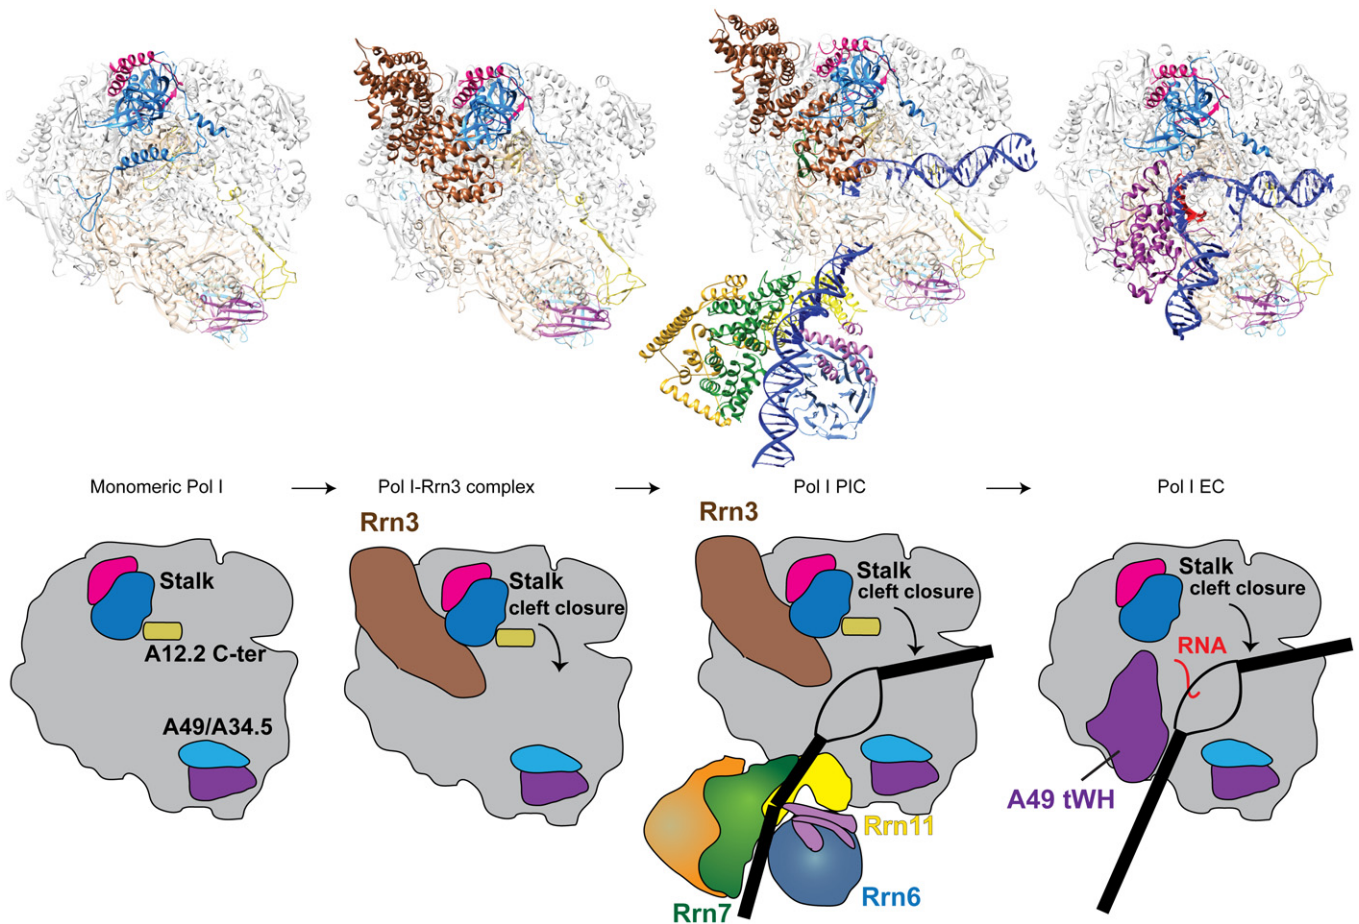 Monomeric Pol I
Pol I-Rrn3 complex
Pol I PIC
Pol I EC
Stalk
A12.2 C-ter
A49/A34.5
Rrn3
Stalk
cleft closure
Rrn3
Stalk
cleft closure
Rrn11
Rrn7
Rrn6
Stalk
cleft closure
RNA
A49 tWH